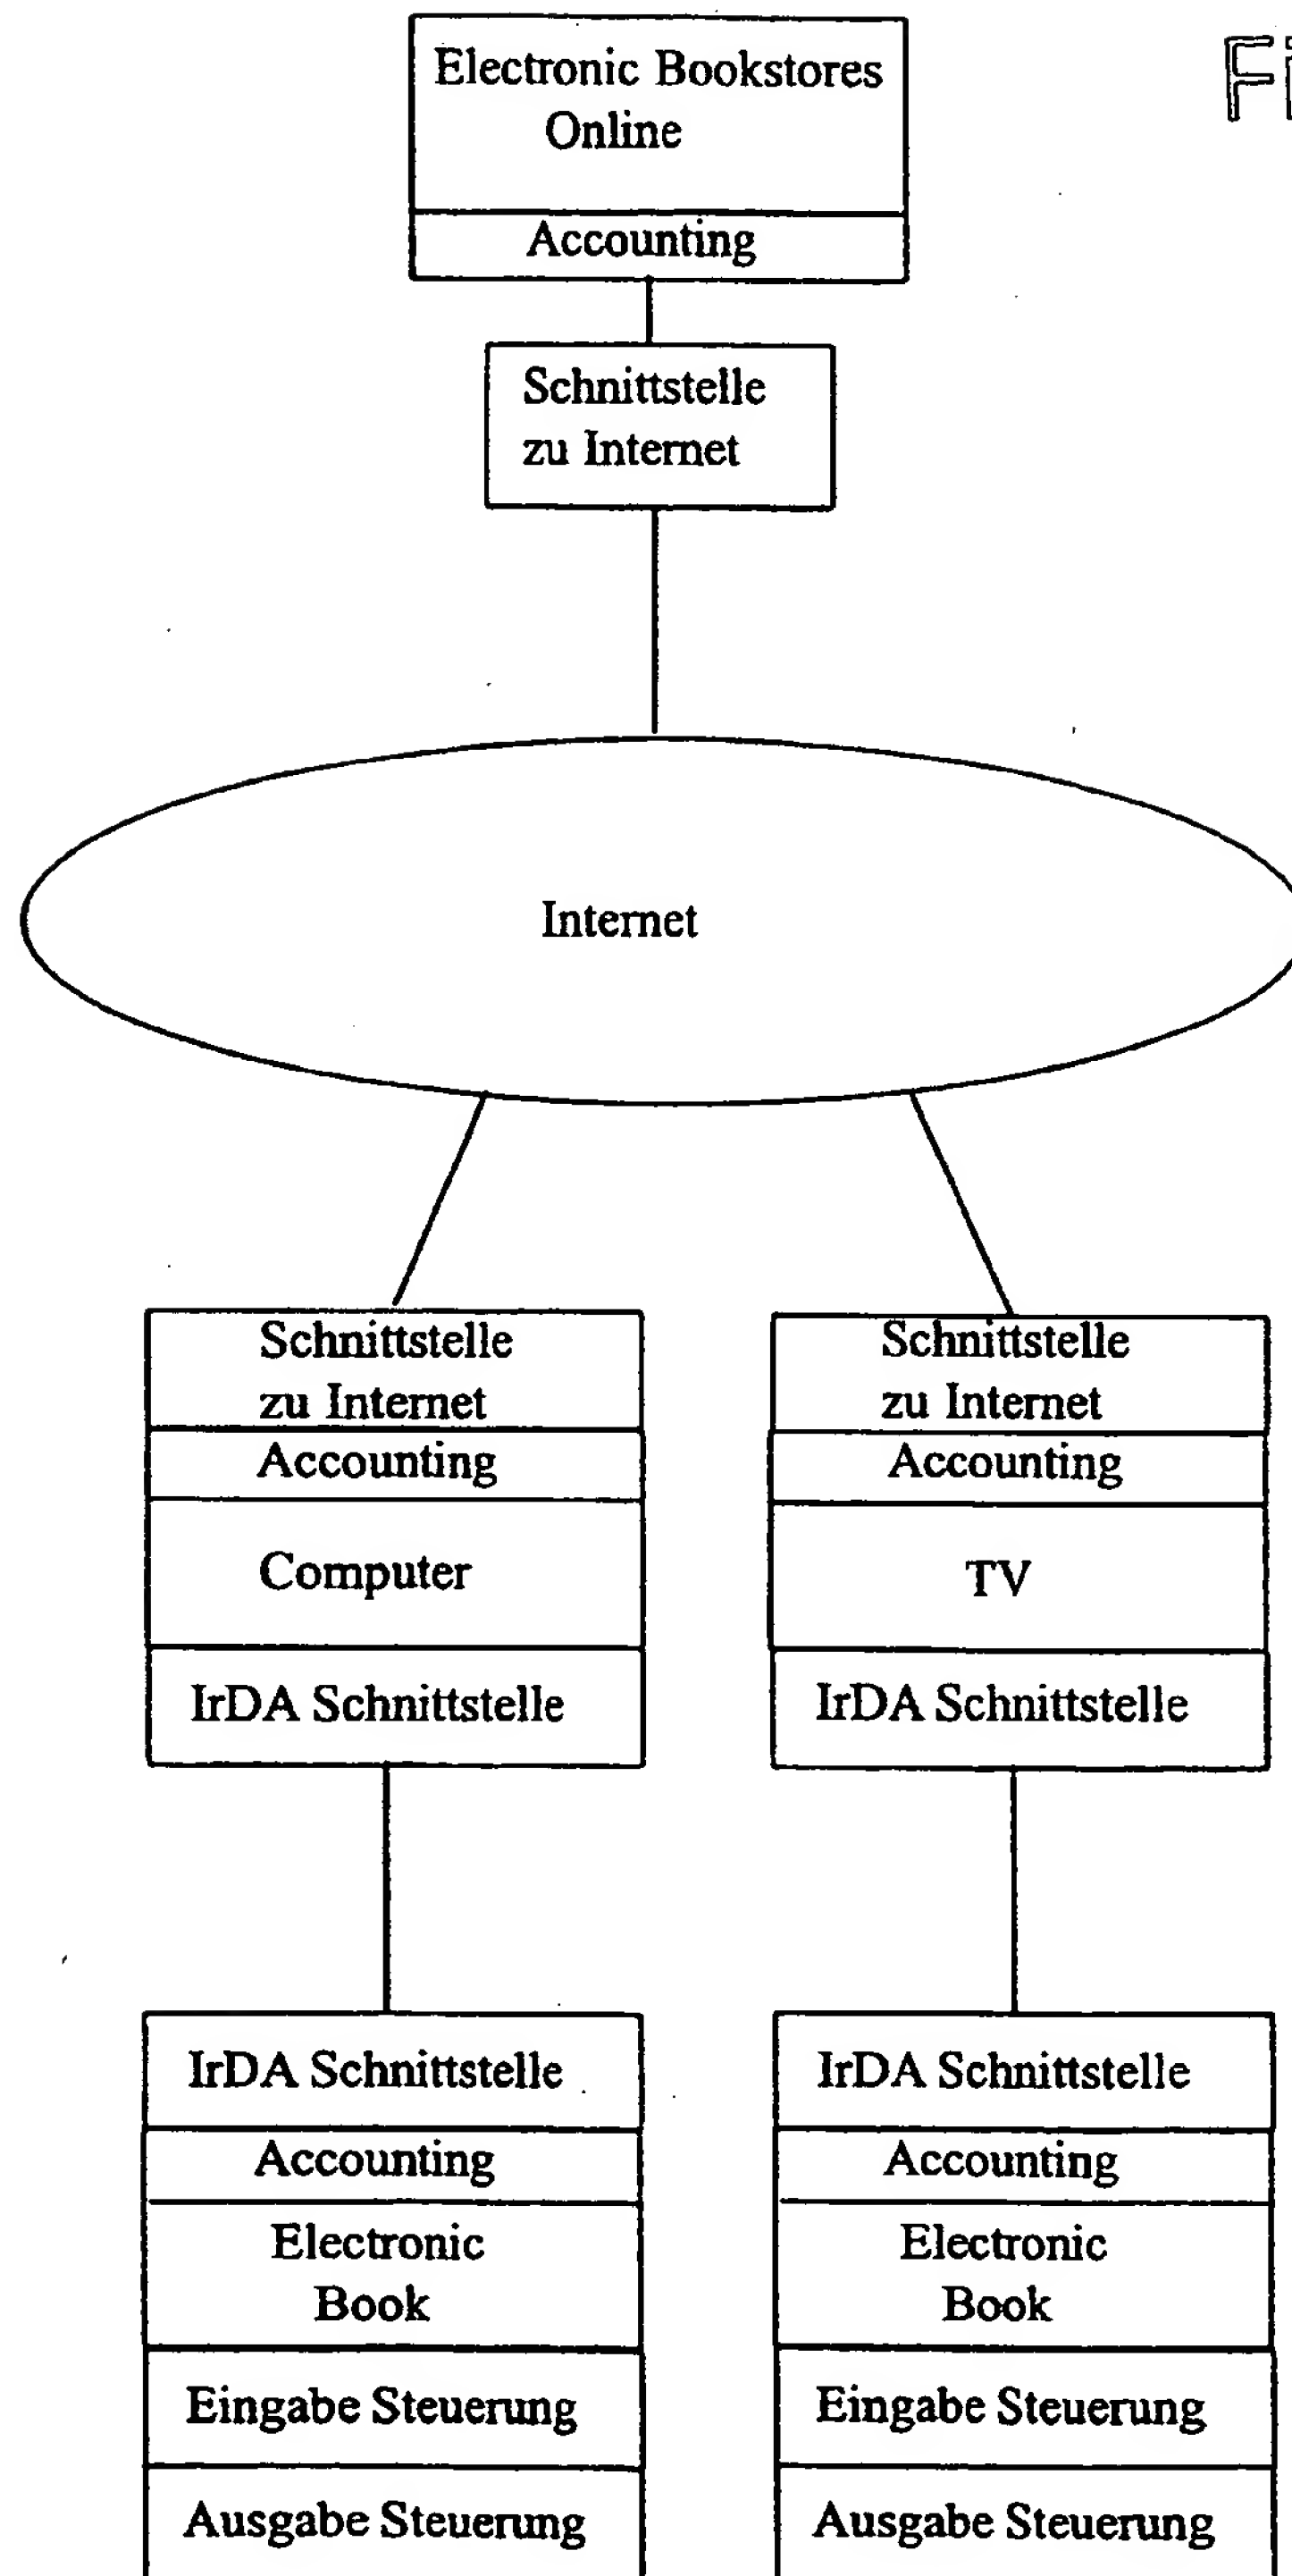 Electronic Bookstores
Online
Accounting
Schnittstelle
zu Internet
Internet
Schnittstelle
zu Internet
Accounting
Computer
IrDA Schnittstelle
Schnittstelle
zu Internet
Accounting
TV
IrDA Schnittstelle
IrDA Schnittstelle
Accounting
Electronic
Book
Eingabe Steuerung
Ausgabe Steuerung
IrDA Schnittstelle
Accounting
Electronic
Book
Eingabe Steuerung
Ausgabe Steuerung